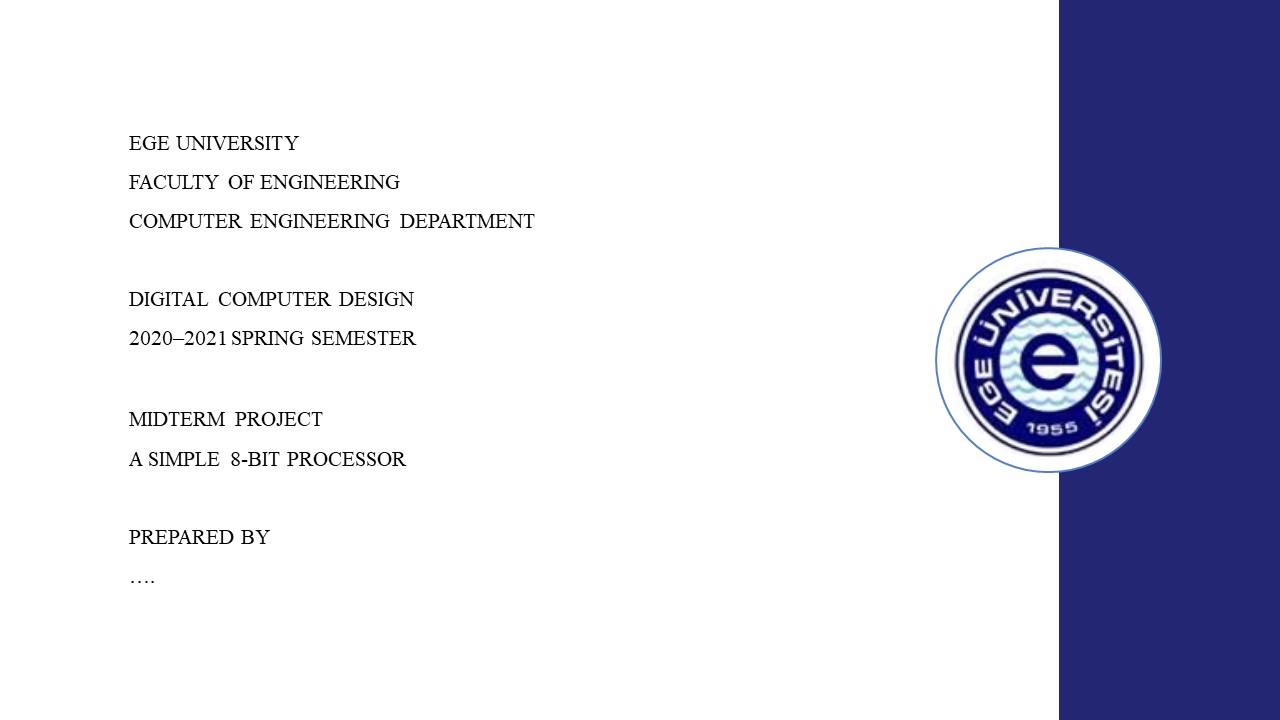 EGE UNIVERSITY
FACULTY OF ENGINEERING
COMPUTER ENGINEERING DEPARTMENT
DIGITAL COMPUTER DESIGN
2020–2021 SPRING SEMESTER
MIDTERM PROJECT
A SIMPLE 8-BIT PROCESSOR
PREPARED BY
….
EGE ÜNİVERSİTESİ
e
1955